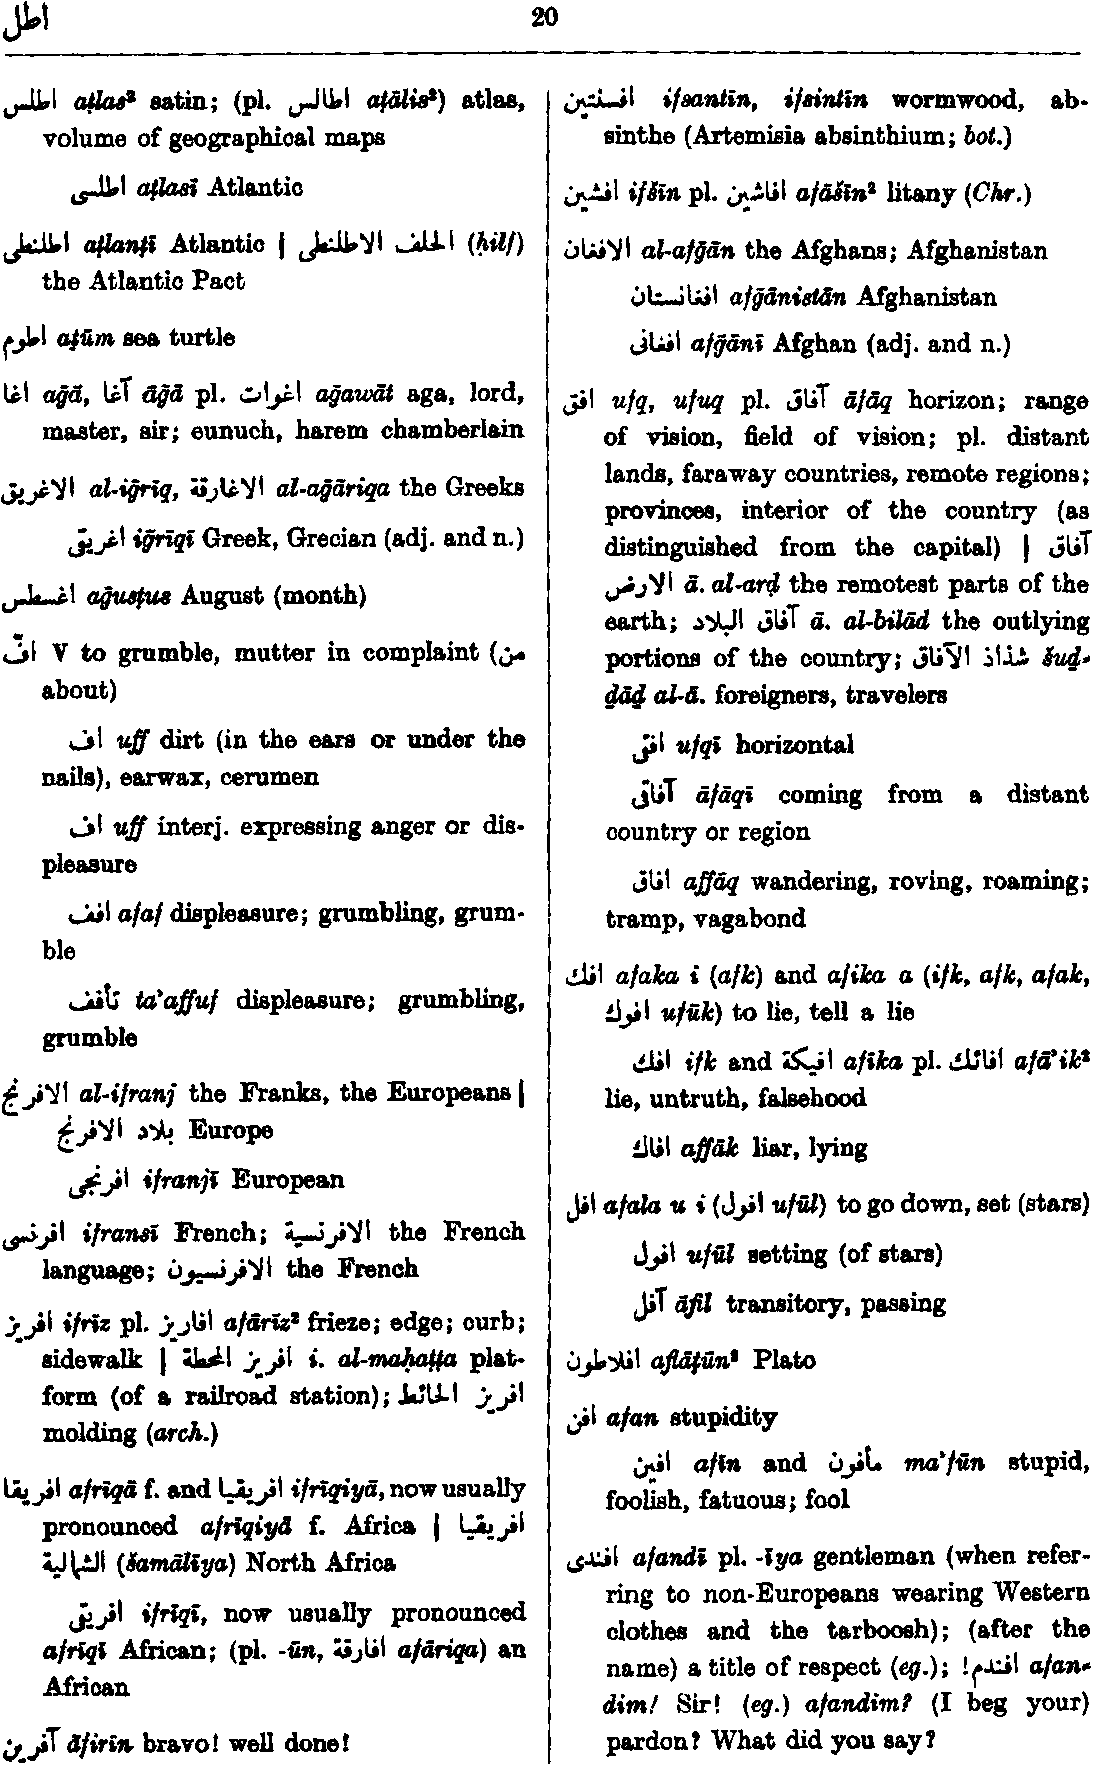 اطل
20
اطلس aṭlas² satin; (pl. اطالس aṭālis²) atlas,
volume of geographical maps
اطلسى aṭlasī Atlantic
اطلنطى aṭlanṭī Atlantic | الحلف الاطلنطى (ḥilf)
the Atlantic Pact
اطوم aṭūm sea turtle
اغا aḡā, آغا āḡā pl. اغوات aḡawāt aga, lord,
master, sir; eunuch, harem chamberlain
الاغريق al-iḡrīq, الاغارقة al-aḡāriqa the Greeks
اغريقى iḡrīqī Greek, Grecian (adj. and n.)
اغسطس aḡusṭus August (month)
افّ V to grumble, mutter in complaint (من
about)
اف uff dirt (in the ears or under the
nails), earwax, cerumen
اف uff interj. expressing anger or dis-
pleasure
افف afaf displeasure; grumbling, grum-
ble
تأفف ta’affuf displeasure; grumbling,
grumble
الافرنج al-ifranj the Franks, the Europeans |
بلاد الافرنج Europe
افرنجى ifranjī European
افرنسى ifransī French; الافرنسية the French
language; الافرنسيون the French
افريز ifrīz pl. افاريز afārīz² frieze; edge; curb;
sidewalk | افريز المحطة i. al-maḥaṭṭa plat-
form (of a railroad station); افريز الحائط
molding (arch.)
افريقا afrīqā f. and افريقيا ifrīqiyā, now usually
pronounced afrīqiyā f. Africa | افريقيا
الشمالية (šamālīya) North Africa
افريقى ifrīqī, now usually pronounced
afrīqī African; (pl. -ūn, افارقة afāriqa) an
African
آفرين āfirīn bravo! well done!
افسنتين ifsantīn, ifsintīn wormwood, ab-
sinthe (Artemisia absinthium; bot.)
افشين ifšīn pl. افاشين afāšīn² litany (Chr.)
الافغان al-afḡān the Afghans; Afghanistan
افغانستان afḡānistān Afghanistan
افغانى afḡānī Afghan (adj. and n.)
افق ufq, ufuq pl. آفاق āfāq horizon; range
of vision, field of vision; pl. distant
lands, faraway countries, remote regions;
provinces, interior of the country (as
distinguished from the capital) | آفاق
الارض ā. al-arḍ the remotest parts of the
earth; آفاق البلاد ā. al-bilād the outlying
portions of the country; شذاذ الآفاق šuḏ-
ḏāḏ al-ā. foreigners, travelers
افقى ufqī horizontal
آفاقى āfāqī coming from a distant
country or region
افاق affāq wandering, roving, roaming;
tramp, vagabond
افك afaka i (afk) and afika a (ifk, afk, afak,
افوك ufūk) to lie, tell a lie
افك ifk and افيكة afīka pl. افائك afā’ik²
lie, untruth, falsehood
افاك affāk liar, lying
افل afala u i (افول ufūl) to go down, set (stars)
افول ufūl setting (of stars)
آفل āfil transitory, passing
افلاطون aflāṭūn² Plato
افن afan stupidity
افين afīn and مأفون ma’fūn stupid,
foolish, fatuous; fool
افندى afandī pl. -īya gentleman (when refer-
ring to non-Europeans wearing Western
clothes and the tarboosh); (after the
name) a title of respect (eg.); افندم! afan-
dim! Sir! (eg.) afandim? (I beg your)
pardon? What did you say?